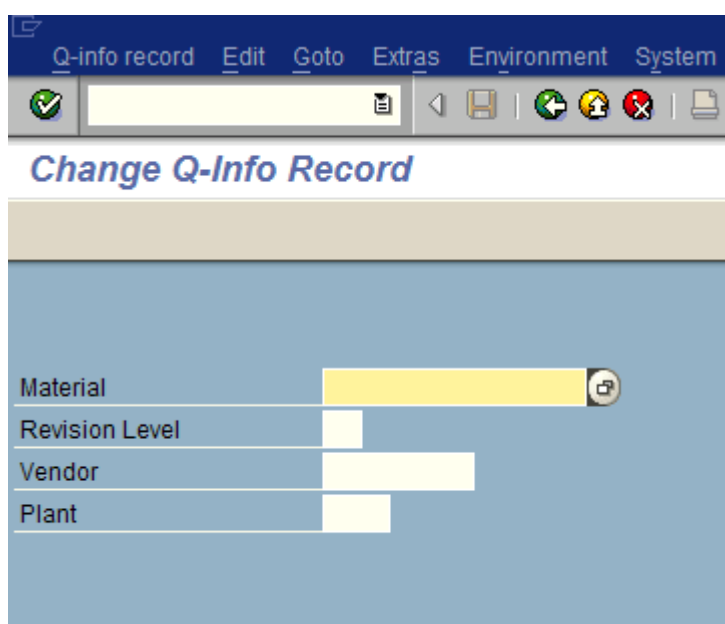 Q-info record Edit Goto Extras Environment System
Change Q-Info Record
Material
Revision Level
Vendor
Plant